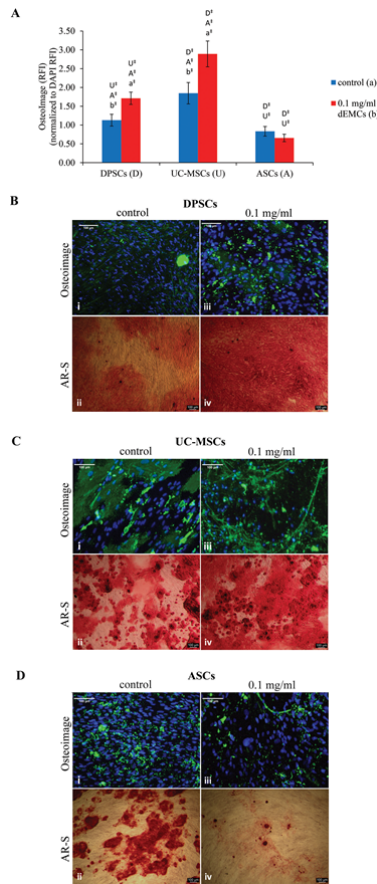 A
D‡
A‡
a‡
U‡
A‡
b‡
U‡
A‡
a‡
D‡
A‡
b‡
D‡
U‡
D‡
U‡
OsteoImage (RFI)
(normalized to DAPI RFI)
3.50
3.00
2.50
2.00
1.50
1.00
0.50
0.00
DPSCs (D)
UC-MSCs (U)
ASCs (A)
control (a)
0.1 mg/ml
dEMCs (b)
B
DPSCs
control
0.1 mg/ml
Osteoimage
i
iii
AR-S
ii
iv
C
UC-MSCs
control
0.1 mg/ml
Osteoimage
i
iii
AR-S
ii
iv
D
ASCs
control
0.1 mg/ml
Osteoimage
i
iii
AR-S
ii
iv